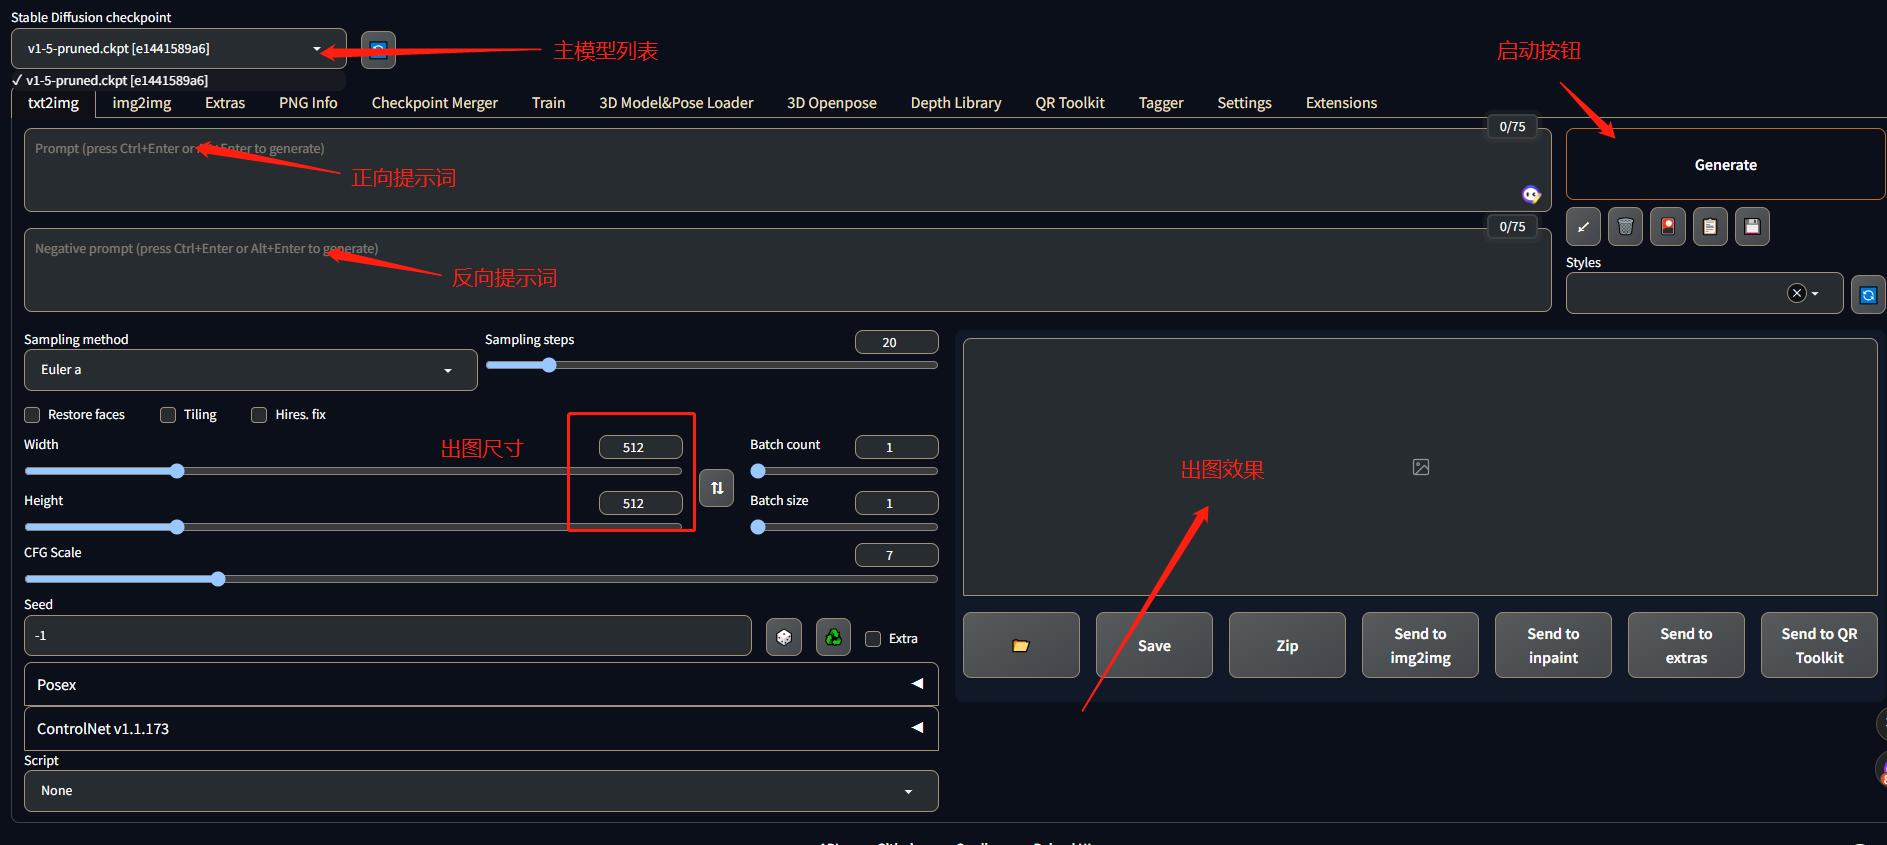 Stable Diffusion checkpoint
v1-5-pruned.ckpt [e1441589a6]
主模型列表
启动按钮
✓ v1-5-pruned.ckpt [e1441589a6]
txt2img img2img Extras PNG Info Checkpoint Merger Train 3D Model&Pose Loader 3D Openpose Depth Library QR Toolkit Tagger Settings Extensions
0/75
Prompt (press Ctrl+Enter or Enter to generate)
正向提示词
Generate
0/75
Negative prompt (press Ctrl+Enter or Alt+Enter to generate)
反向提示词
Styles
Sampling method
Euler a
Sampling steps
20
Restore faces Tiling Hires. fix
Width
出图尺寸
512
Batch count
1
Height
512
Batch size
1
CFG Scale
7
Seed
-1
Extra
Posex
ControlNet v1.1.173
Script
None
出图效果
Save
Zip
Send to
img2img
Send to
inpaint
Send to
extras
Send to QR
Toolkit